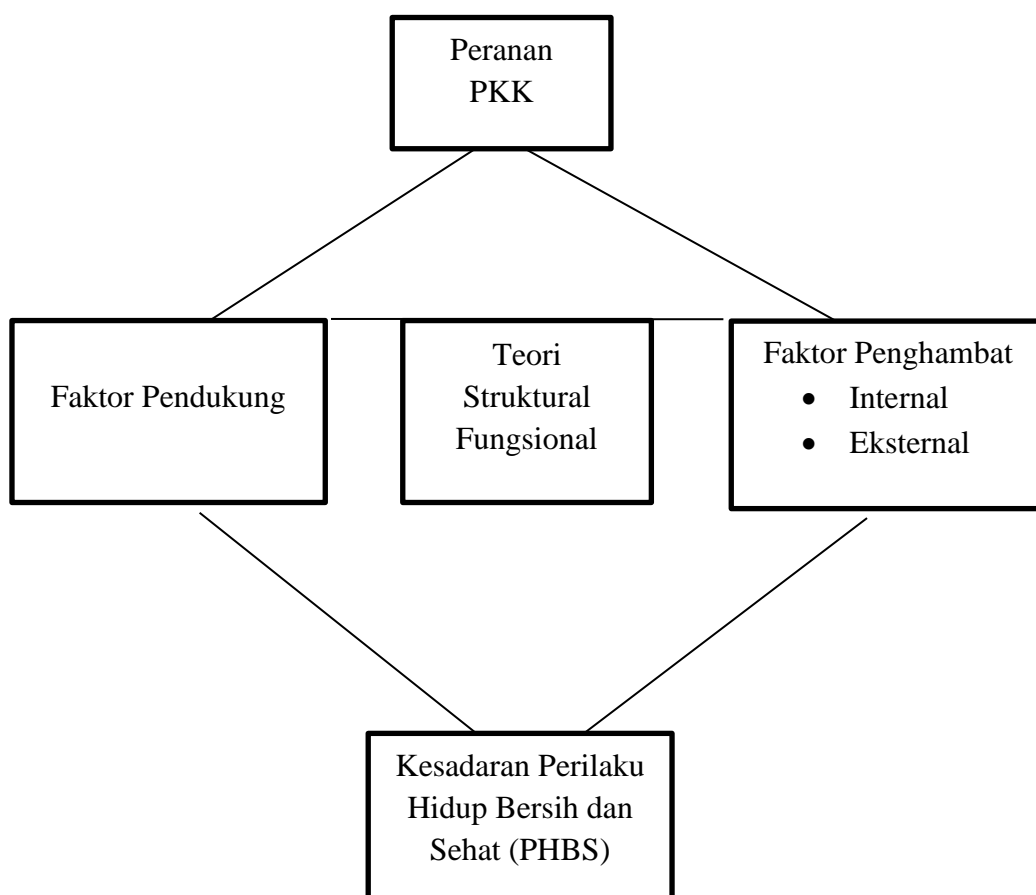 Peranan
PKK
Faktor Pendukung
Teori
Struktural
Fungsional
Faktor Penghambat
• Internal
• Eksternal
Kesadaran Perilaku
Hidup Bersih dan
Sehat (PHBS)